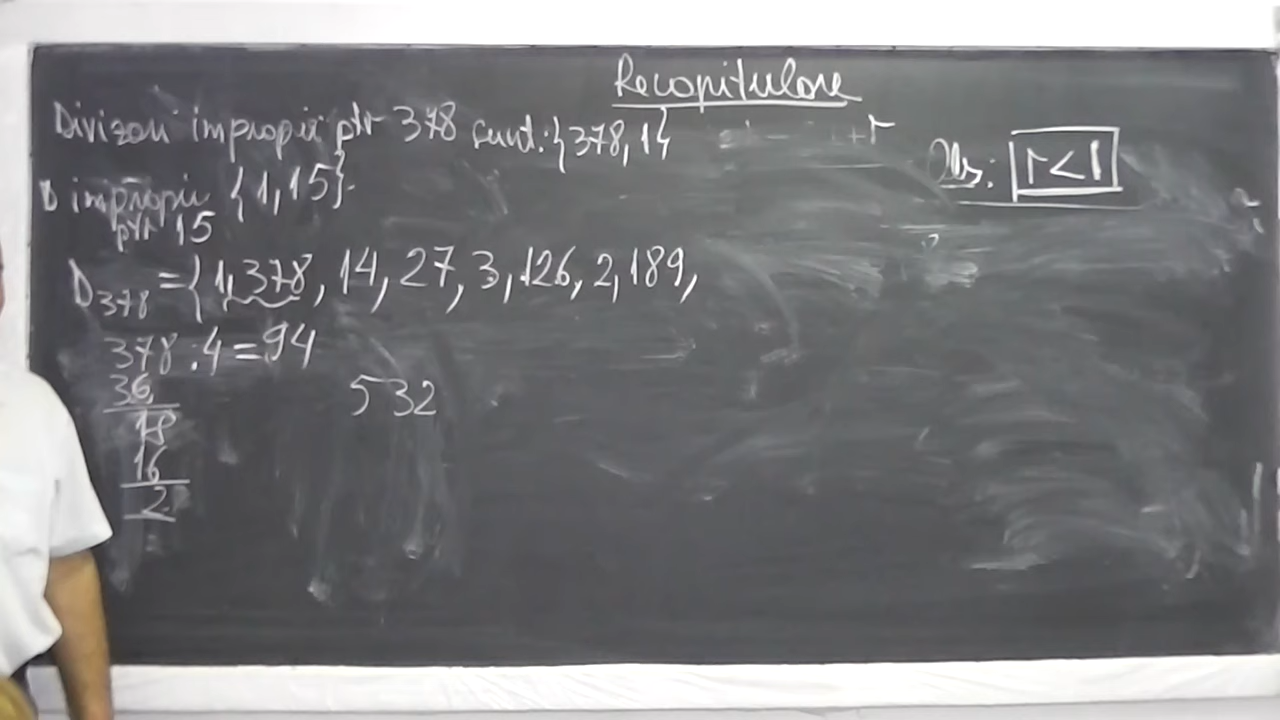 Recapitulare
Divizori improprii ptr 378 sunt: {378, 1}
Obs: r<1
D improprii {1, 15}.
ptr 15
D378 = {1, 378, 14, 27, 3, 126, 2, 189,
378 : 4 = 94
36
18
16
2
532